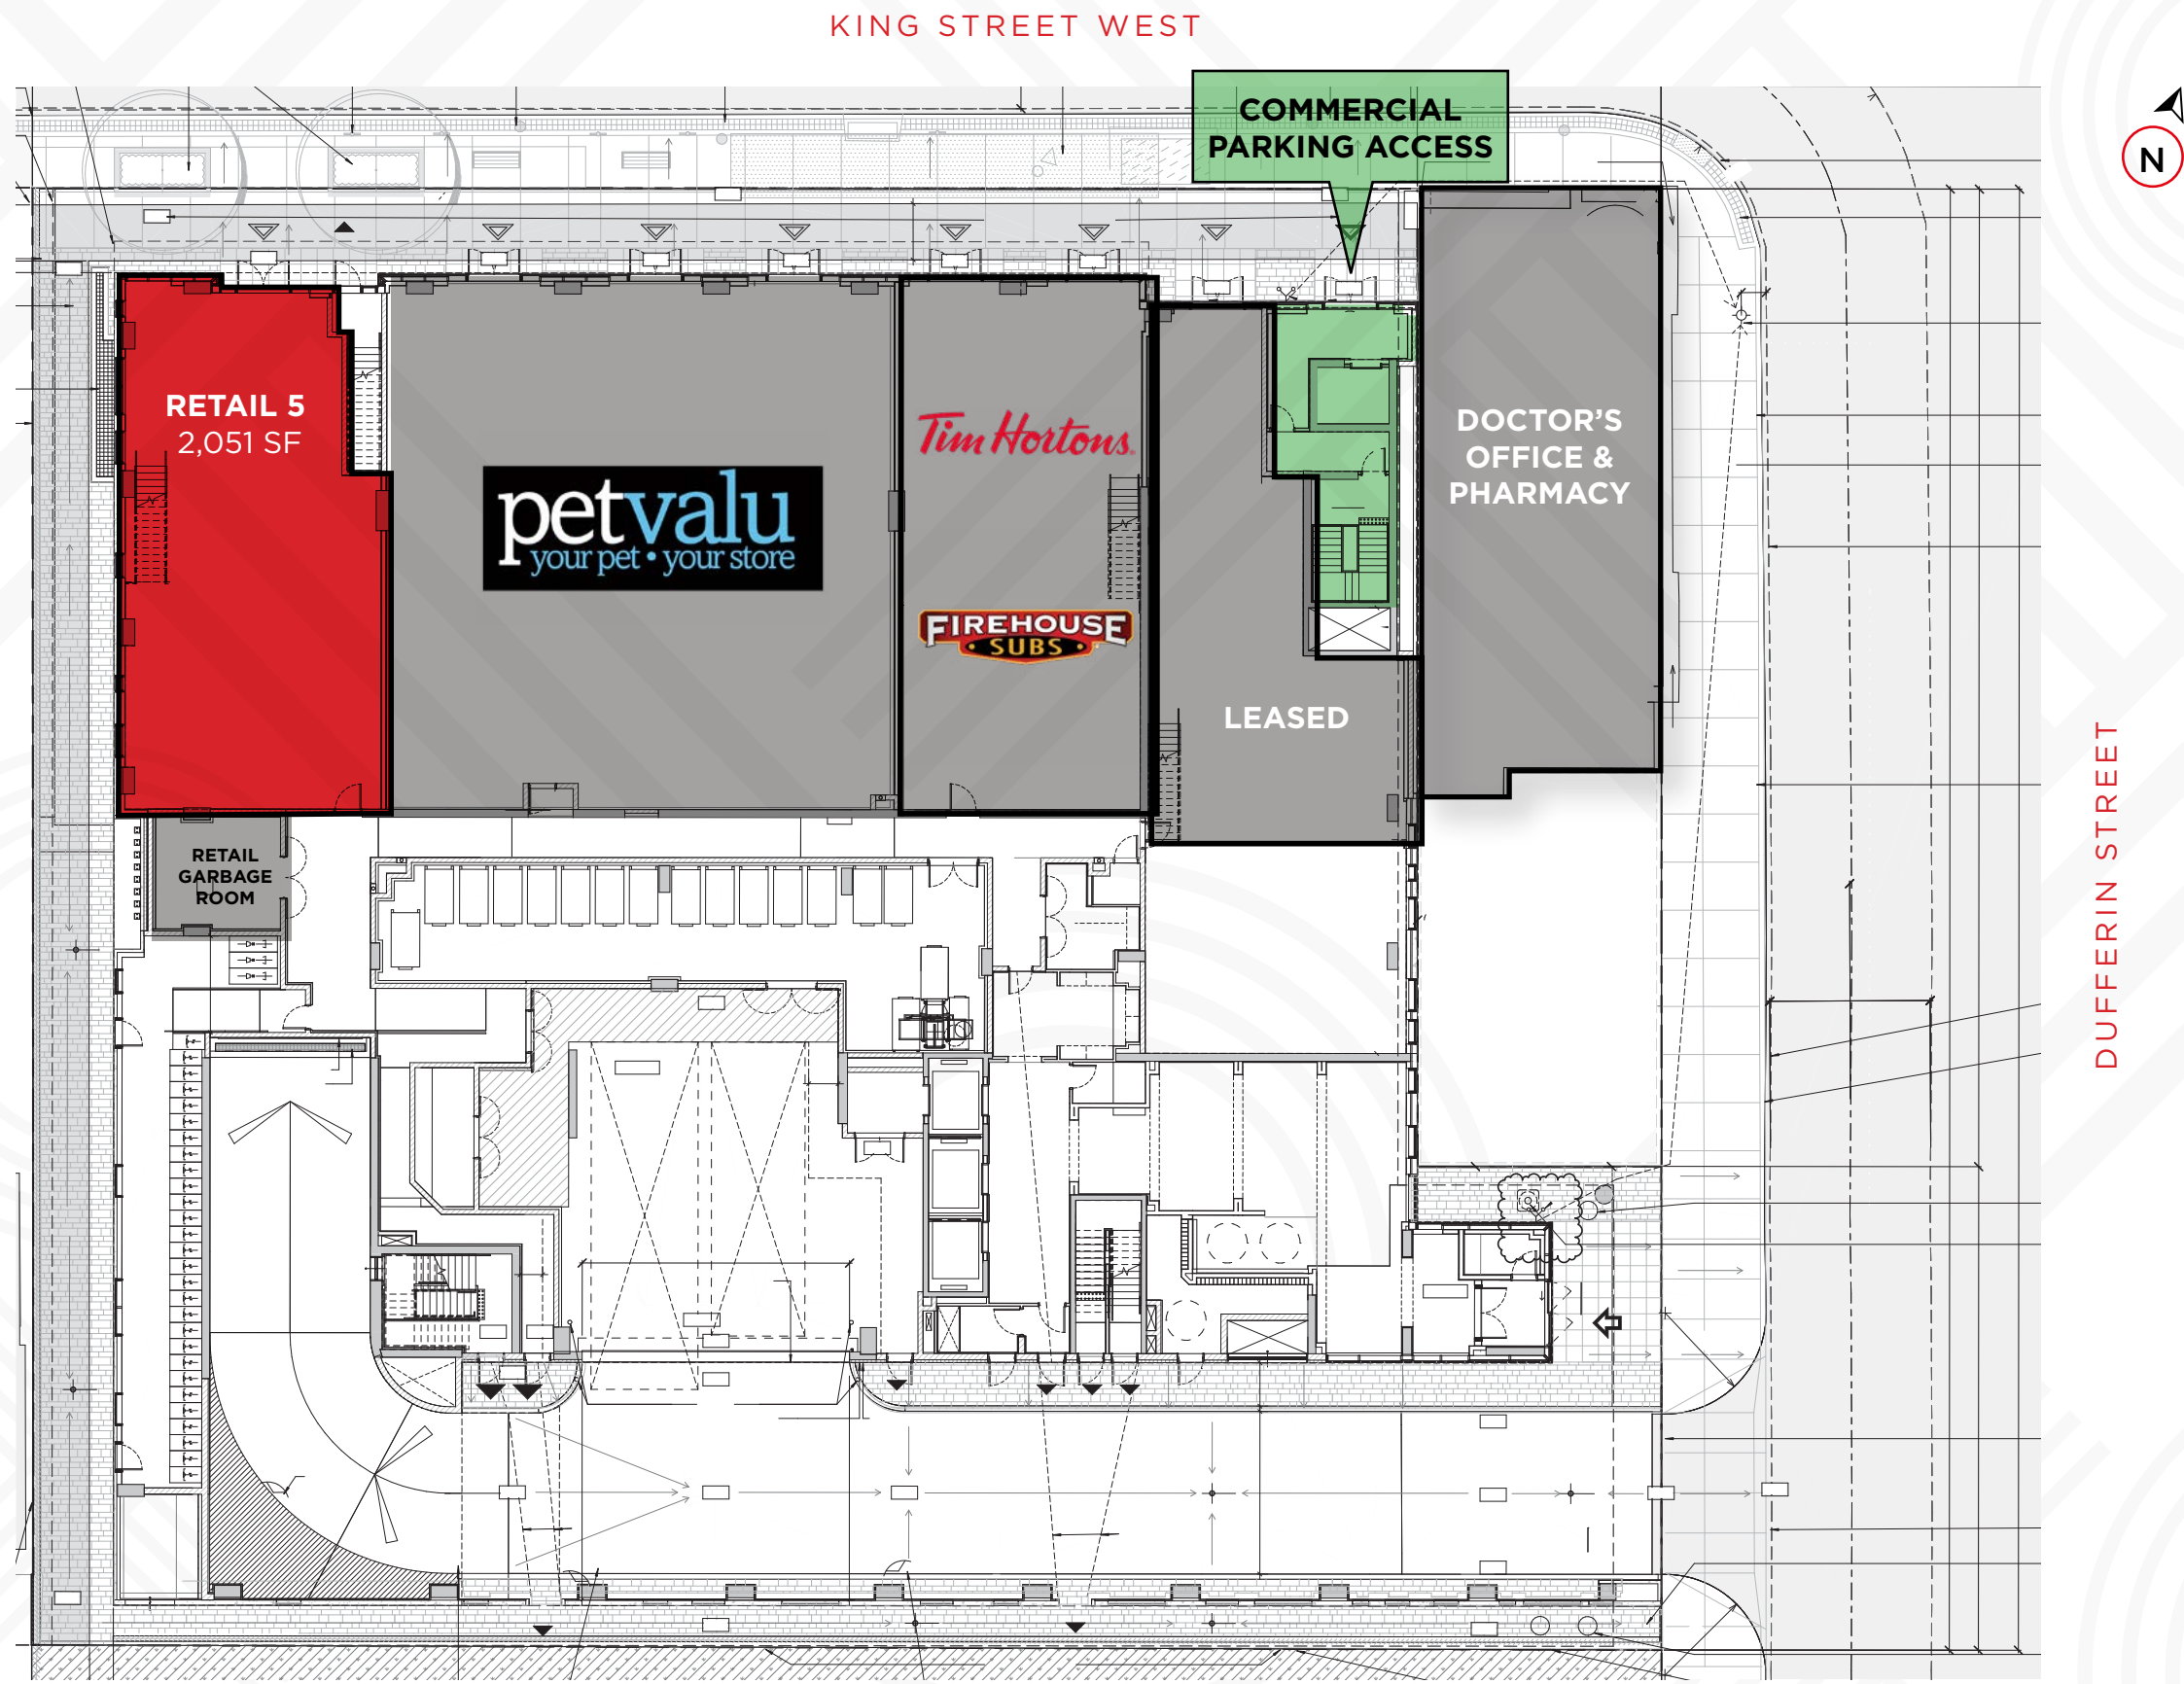 KING STREET WEST
COMMERCIAL
PARKING ACCESS
N
RETAIL 5
2,051 SF
petvalu
your pet • your store
Tim Hortons
FIREHOUSE
SUBS
DOCTOR’S
OFFICE &
PHARMACY
LEASED
RETAIL
GARBAGE
ROOM
DUFFERIN STREET